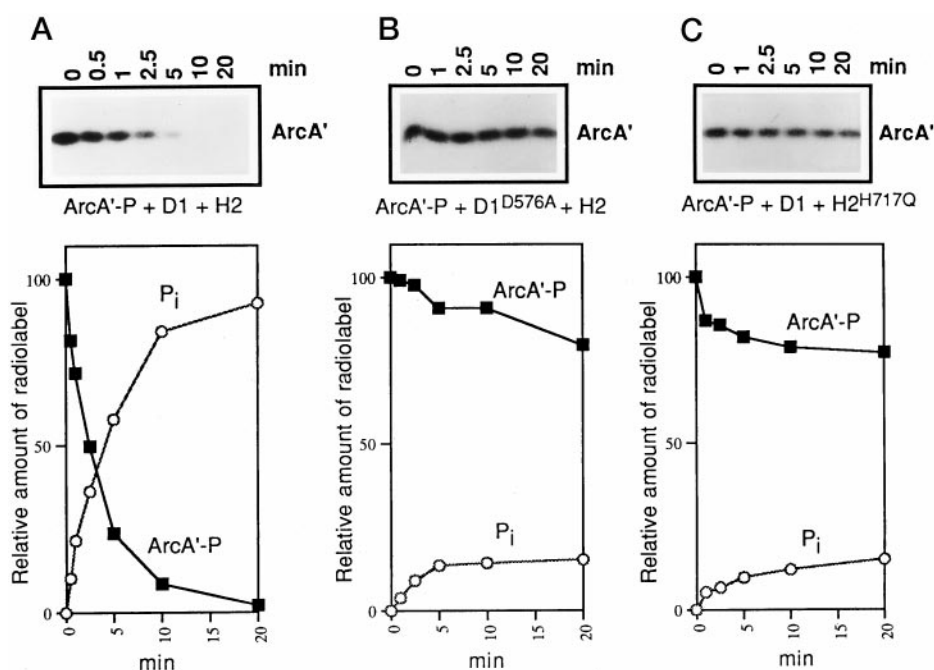 A
0 0.5 1 2.5 5 10 20 min
ArcA'
ArcA'-P + D1 + H2
B
0 1 2.5 5 10 20 min
ArcA'
ArcA'-P + D1D576A + H2
C
0 1 2.5 5 10 20 min
ArcA'
ArcA'-P + D1 + H2H717Q
Relative amount of radiolabel
100
50
0
Pi
ArcA'-P
0 5 10 15 20
min
Relative amount of radiolabel
100
50
0
ArcA'-P
Pi
0 5 10 15 20
min
Relative amount of radiolabel
100
50
0
ArcA'-P
Pi
0 5 10 15 20
min